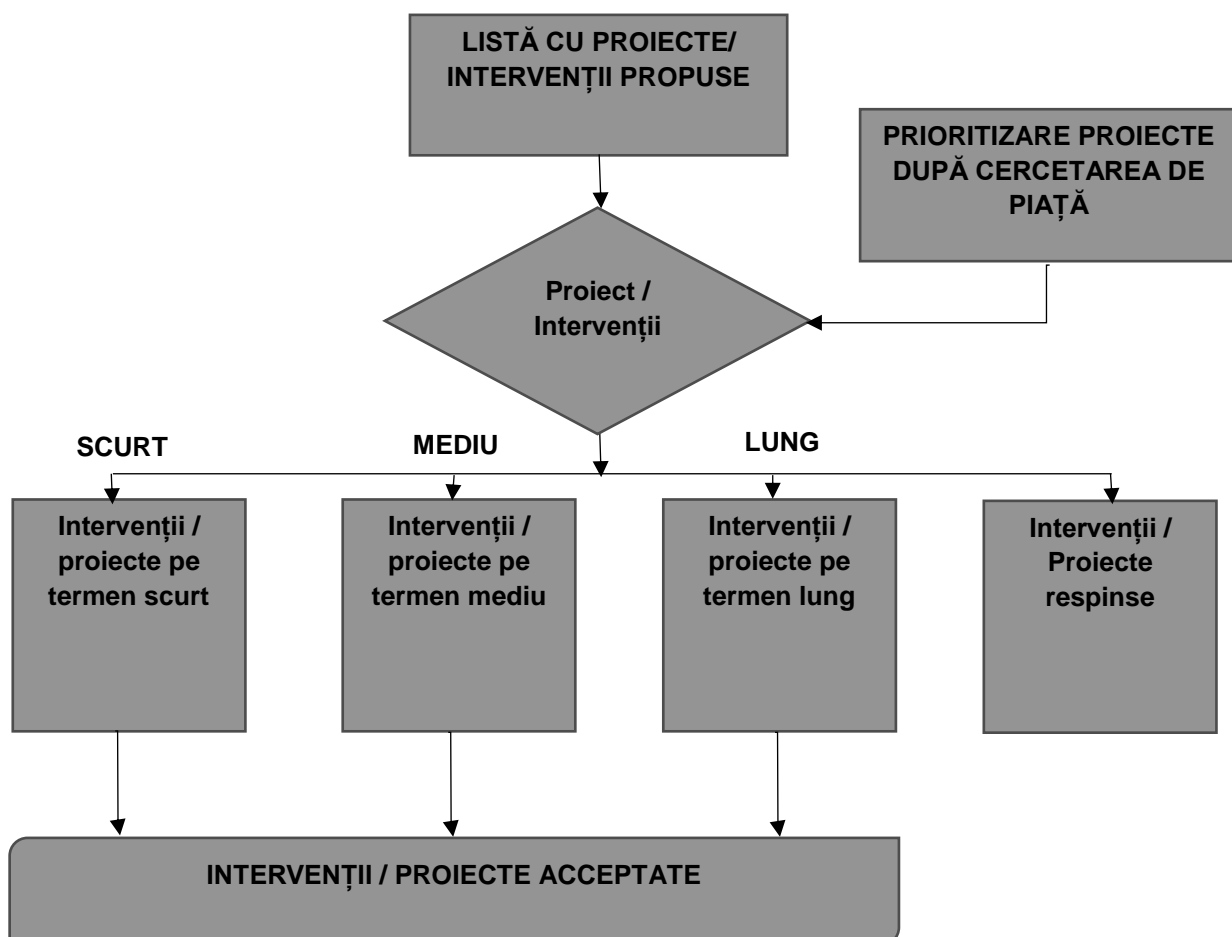 LISTĂ CU PROIECTE/
INTERVENȚII PROPUSE
PRIORITIZARE PROIECTE
DUPĂ CERCETAREA DE
PIAȚĂ
Proiect /
Intervenții
SCURT
MEDIU
LUNG
Intervenții /
proiecte pe
termen scurt
Intervenții /
proiecte pe
termen mediu
Intervenții /
proiecte pe
termen lung
Intervenții /
Proiecte
respinse
INTERVENȚII / PROIECTE ACCEPTATE